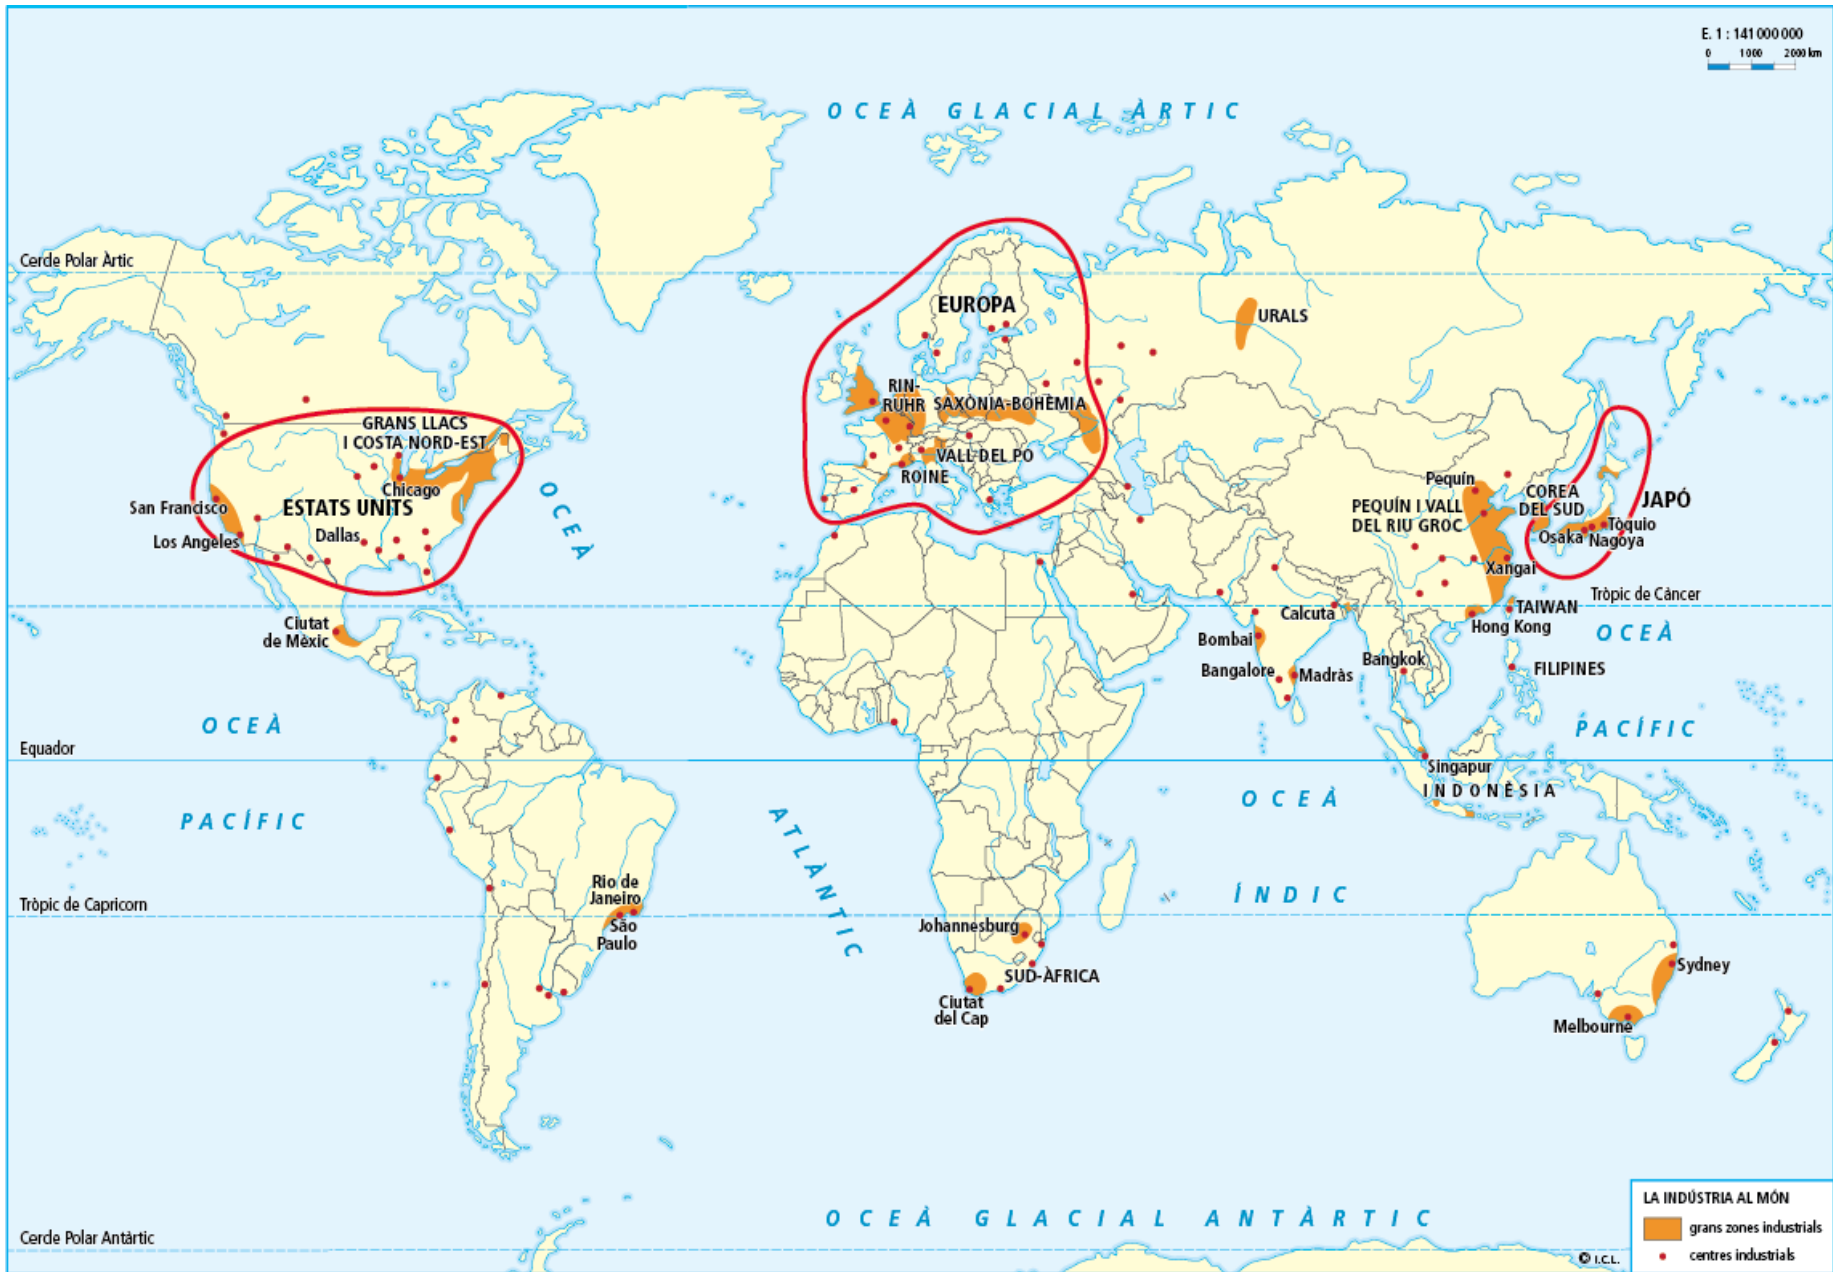 E. 1 : 141 000 000
0 1 000 2 000 km
OCEÀ GLACIAL ÀRTIC
Cercle Polar Àrtic
EUROPA
URALS
RIN-
RUHR
SAXÒNIA-BOHÈMIA
VALL DEL PO
ROINE
GRANS LLACS
I COSTA NORD-EST
Chicago
ESTATS UNITS
San Francisco
Los Angeles
Dallas
OCEÀ
Pequín
PEQUÍN I VALL
DEL RIU GROC
COREA
DEL SUD
JAPÓ
Tòquio
Osaka
Nagoya
Xangai
Tròpic de Càncer
TAIWAN
Hong Kong
OCEÀ
Ciutat
de Mèxic
Calcuta
Bombai
Bangalore
Madràs
Bangkok
FILIPINES
OCEÀ
PACÍFIC
Equador
Singapur
INDONÈSIA
OCEÀ
PACÍFIC
ATLÀNTIC
ÍNDIC
Rio de
Janeiro
São
Paulo
Tròpic de Capricorn
Johannesburg
SUD-ÀFRICA
Ciutat
del Cap
Sydney
Melbourne
OCEÀ GLACIAL ANTÀRTIC
Cercle Polar Antàrtic
LA INDÚSTRIA AL MÓN
grans zones industrials
centres industrials
© I.C.L.